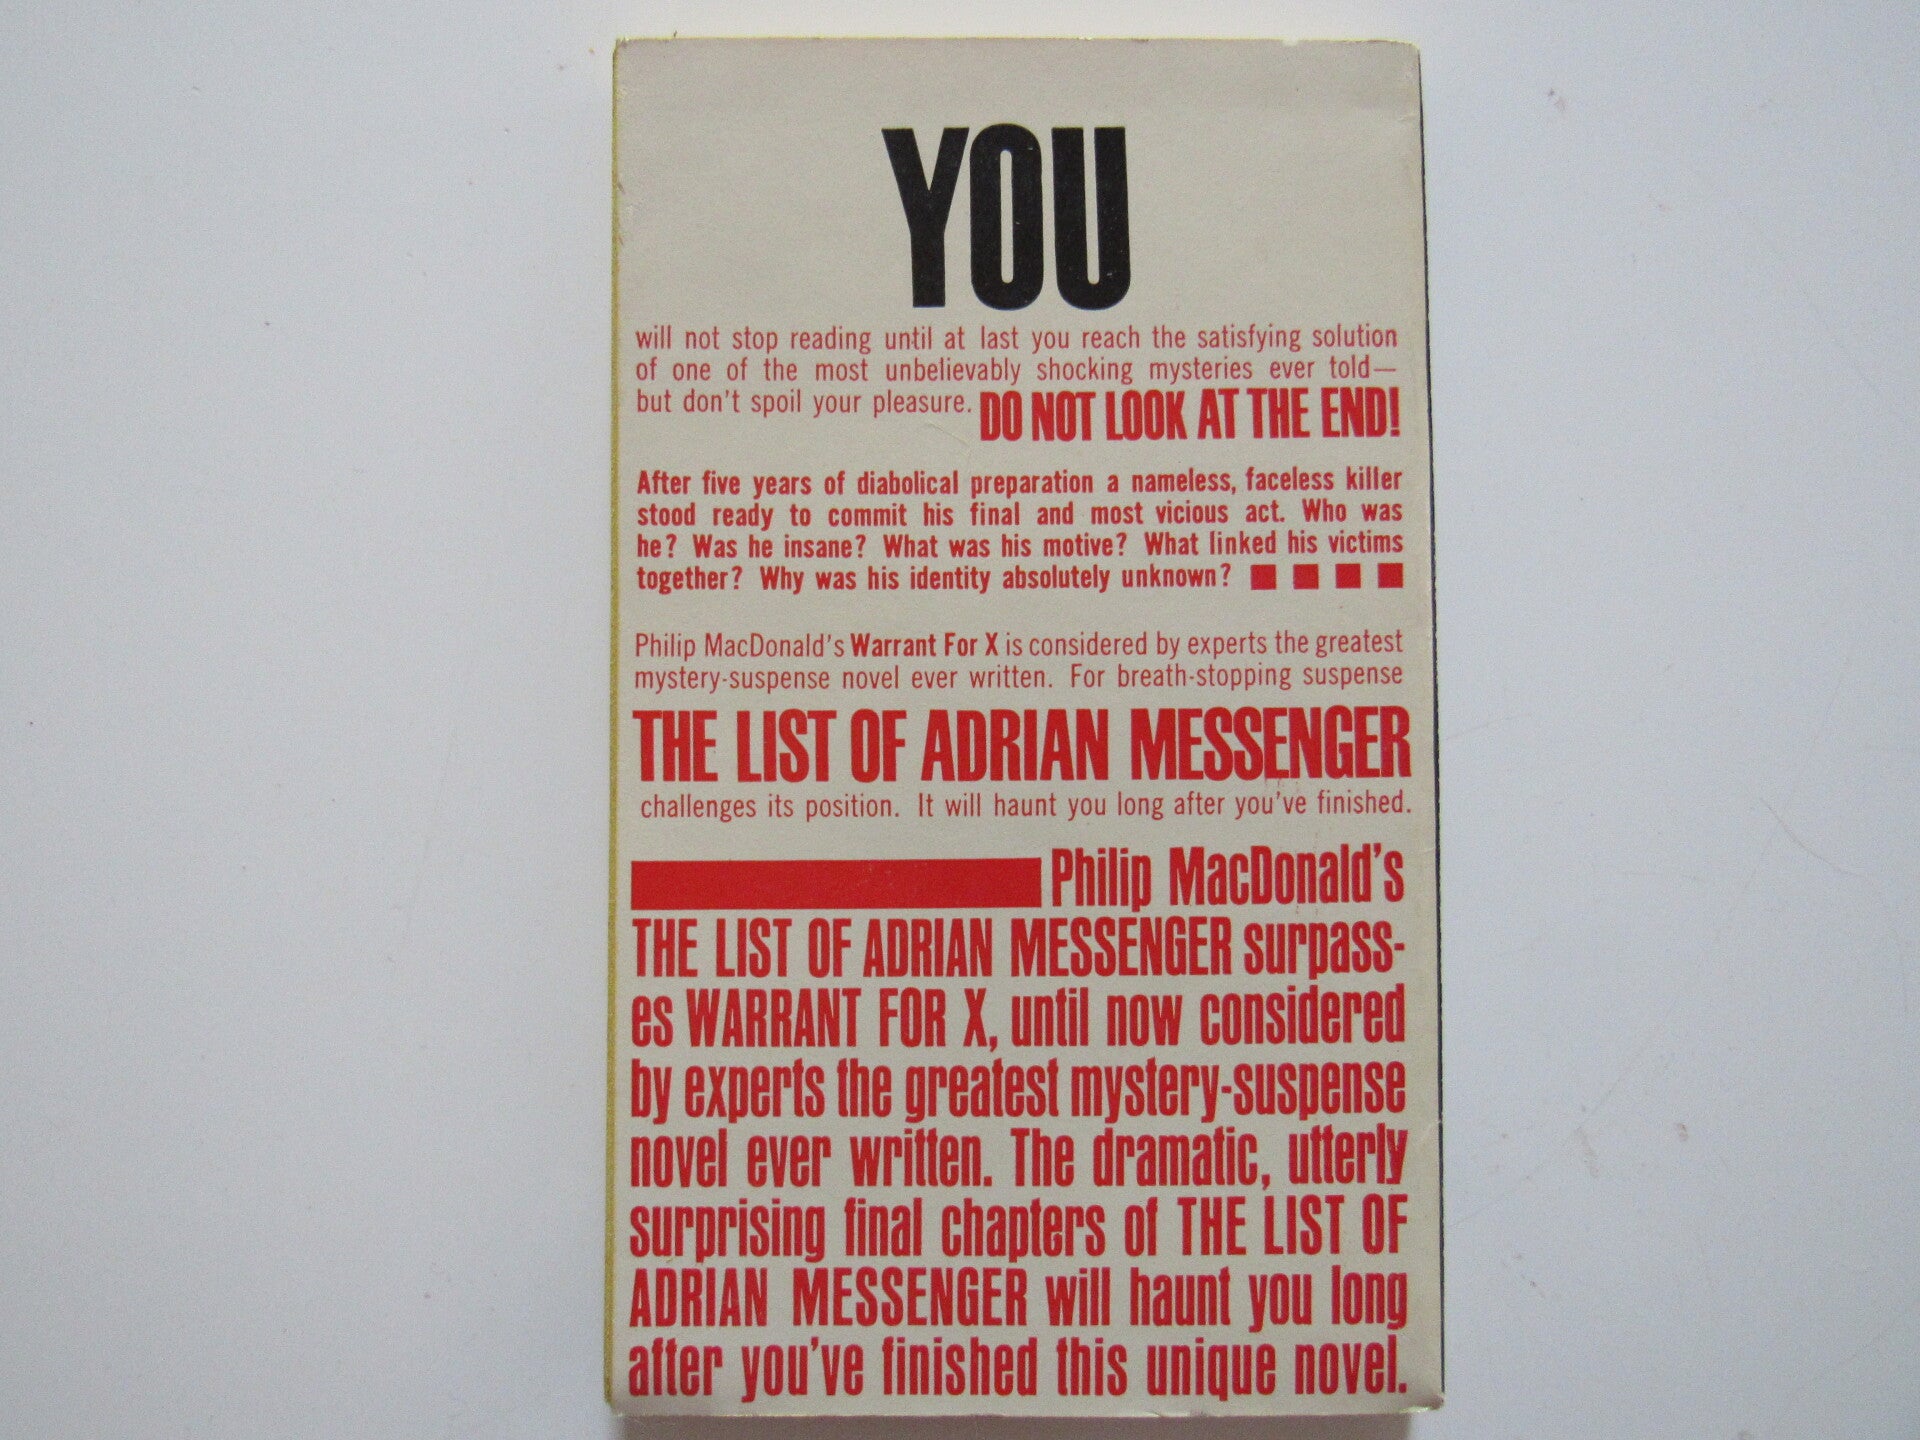 YOU
will not stop reading until at last you reach the satisfying solution
of one of the most unbelievably shocking mysteries ever told—
but don't spoil your pleasure. DO NOT LOOK AT THE END!
After five years of diabolical preparation a nameless, faceless killer
stood ready to commit his final and most vicious act. Who was
he? Was he insane? What was his motive? What linked his victims
together? Why was his identity absolutely unknown? ■ ■ ■ ■
Philip MacDonald's Warrant For X is considered by experts the greatest
mystery-suspense novel ever written. For breath-stopping suspense
THE LIST OF ADRIAN MESSENGER
challenges its position. It will haunt you long after you've finished.
Philip MacDonald's
THE LIST OF ADRIAN MESSENGER surpass-
es WARRANT FOR X, until now considered
by experts the greatest mystery-suspense
novel ever written. The dramatic, utterly
surprising final chapters of THE LIST OF
ADRIAN MESSENGER will haunt you long
after you've finished this unique novel.